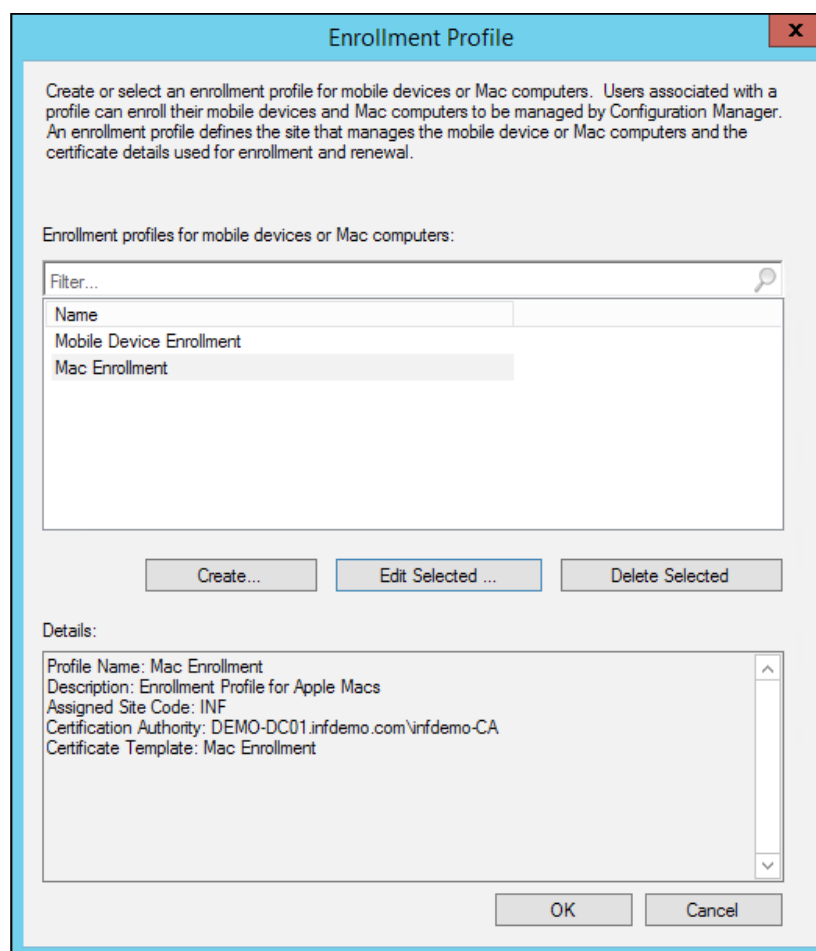 Enrollment Profile
x
Create or select an enrollment profile for mobile devices or Mac computers.  Users associated with a
profile can enroll their mobile devices and Mac computers to be managed by Configuration Manager.
An enrollment profile defines the site that manages the mobile device or Mac computers and the
certificate details used for enrollment and renewal.
Enrollment profiles for mobile devices or Mac computers:
Filter...
Name
Mobile Device Enrollment
Mac Enrollment
Create...
Edit Selected ...
Delete Selected
Details:
Profile Name: Mac Enrollment
Description: Enrollment Profile for Apple Macs
Assigned Site Code: INF
Certification Authority: DEMO-DC01.infdemo.com\infdemo-CA
Certificate Template: Mac Enrollment
OK
Cancel